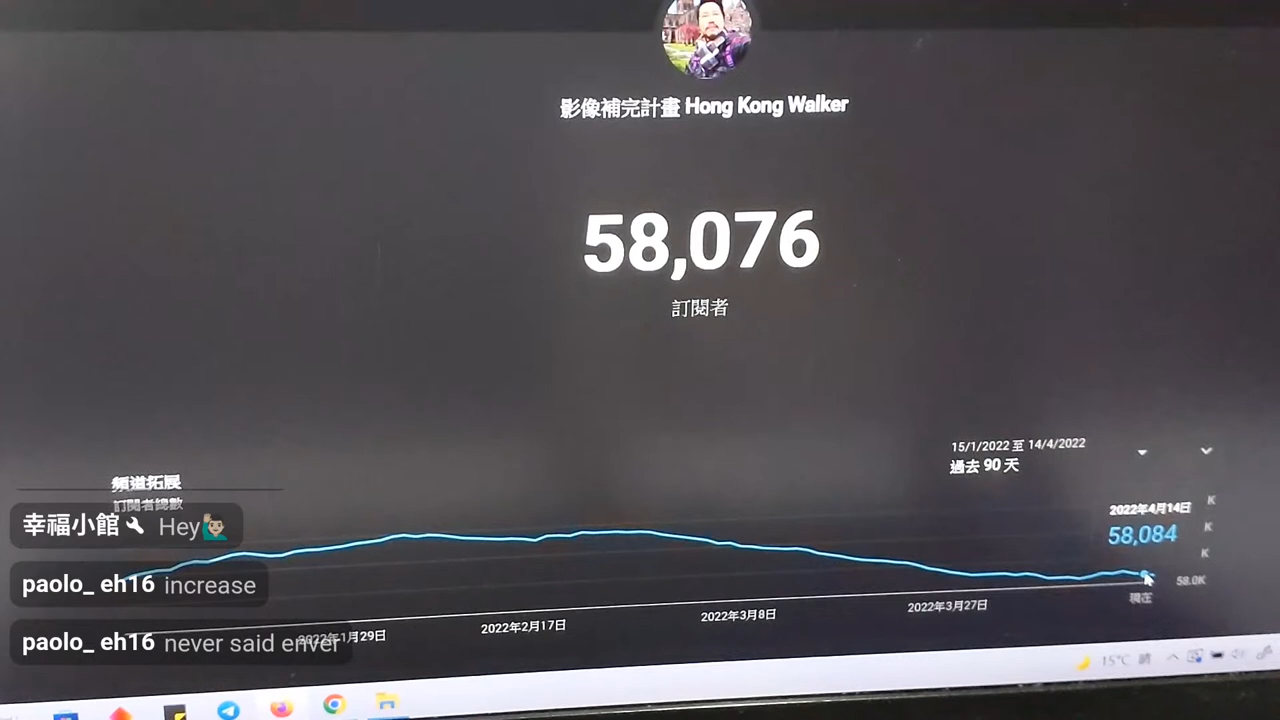 影像補完計畫 Hong Kong Walker
58,076
訂閱者
15/1/2022 至 14/4/2022
過去 90 天
頻道拓展
訂閱者總數
2022年4月14日
58,084
K
K
K
58.0K
現在
2022年1月29日
2022年2月17日
2022年3月8日
2022年3月27日
幸福小館 Hey
paolo_ eh16 increase
paolo_ eh16 never said enver
15°C 晴